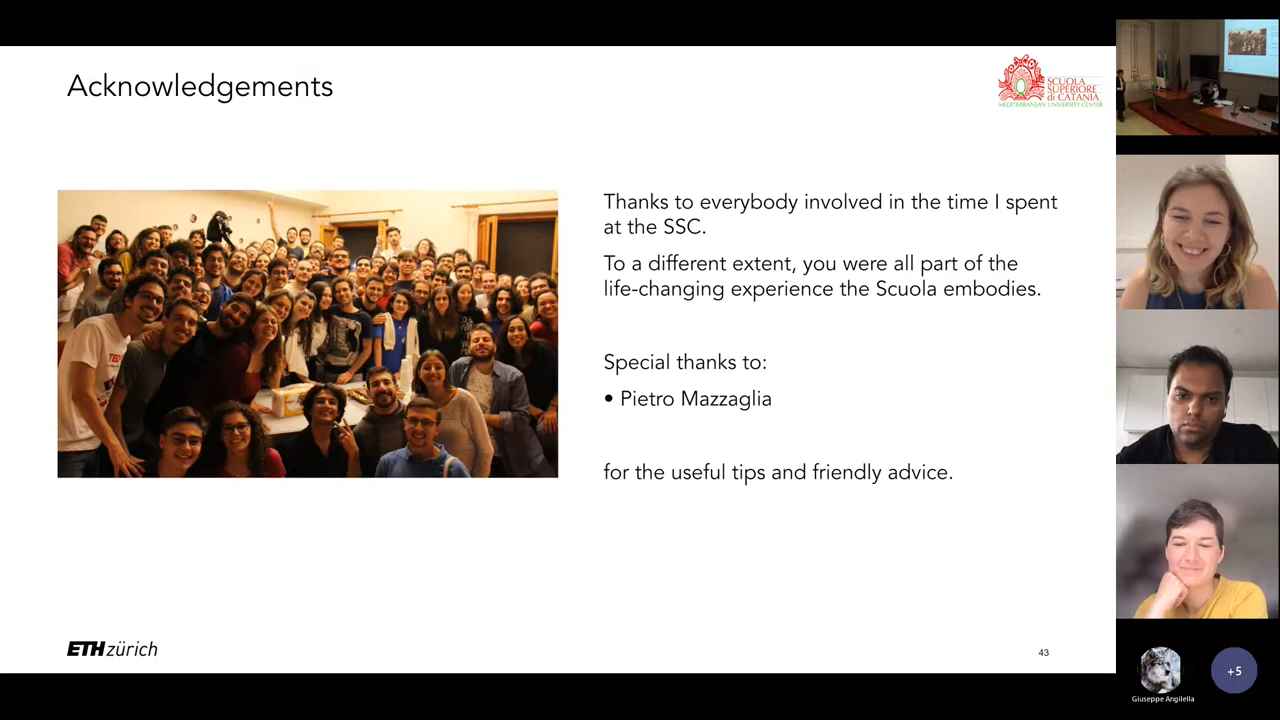 Acknowledgements
SCUOLA
SUPERIORE
di CATANIA
MEDITERRANEAN UNIVERSITY CENTER
Thanks to everybody involved in the time I spent
at the SSC.
To a different extent, you were all part of the
life-changing experience the Scuola embodies.
Special thanks to:
• Pietro Mazzaglia
for the useful tips and friendly advice.
ETH zürich
43
Giuseppe Angilella
+5